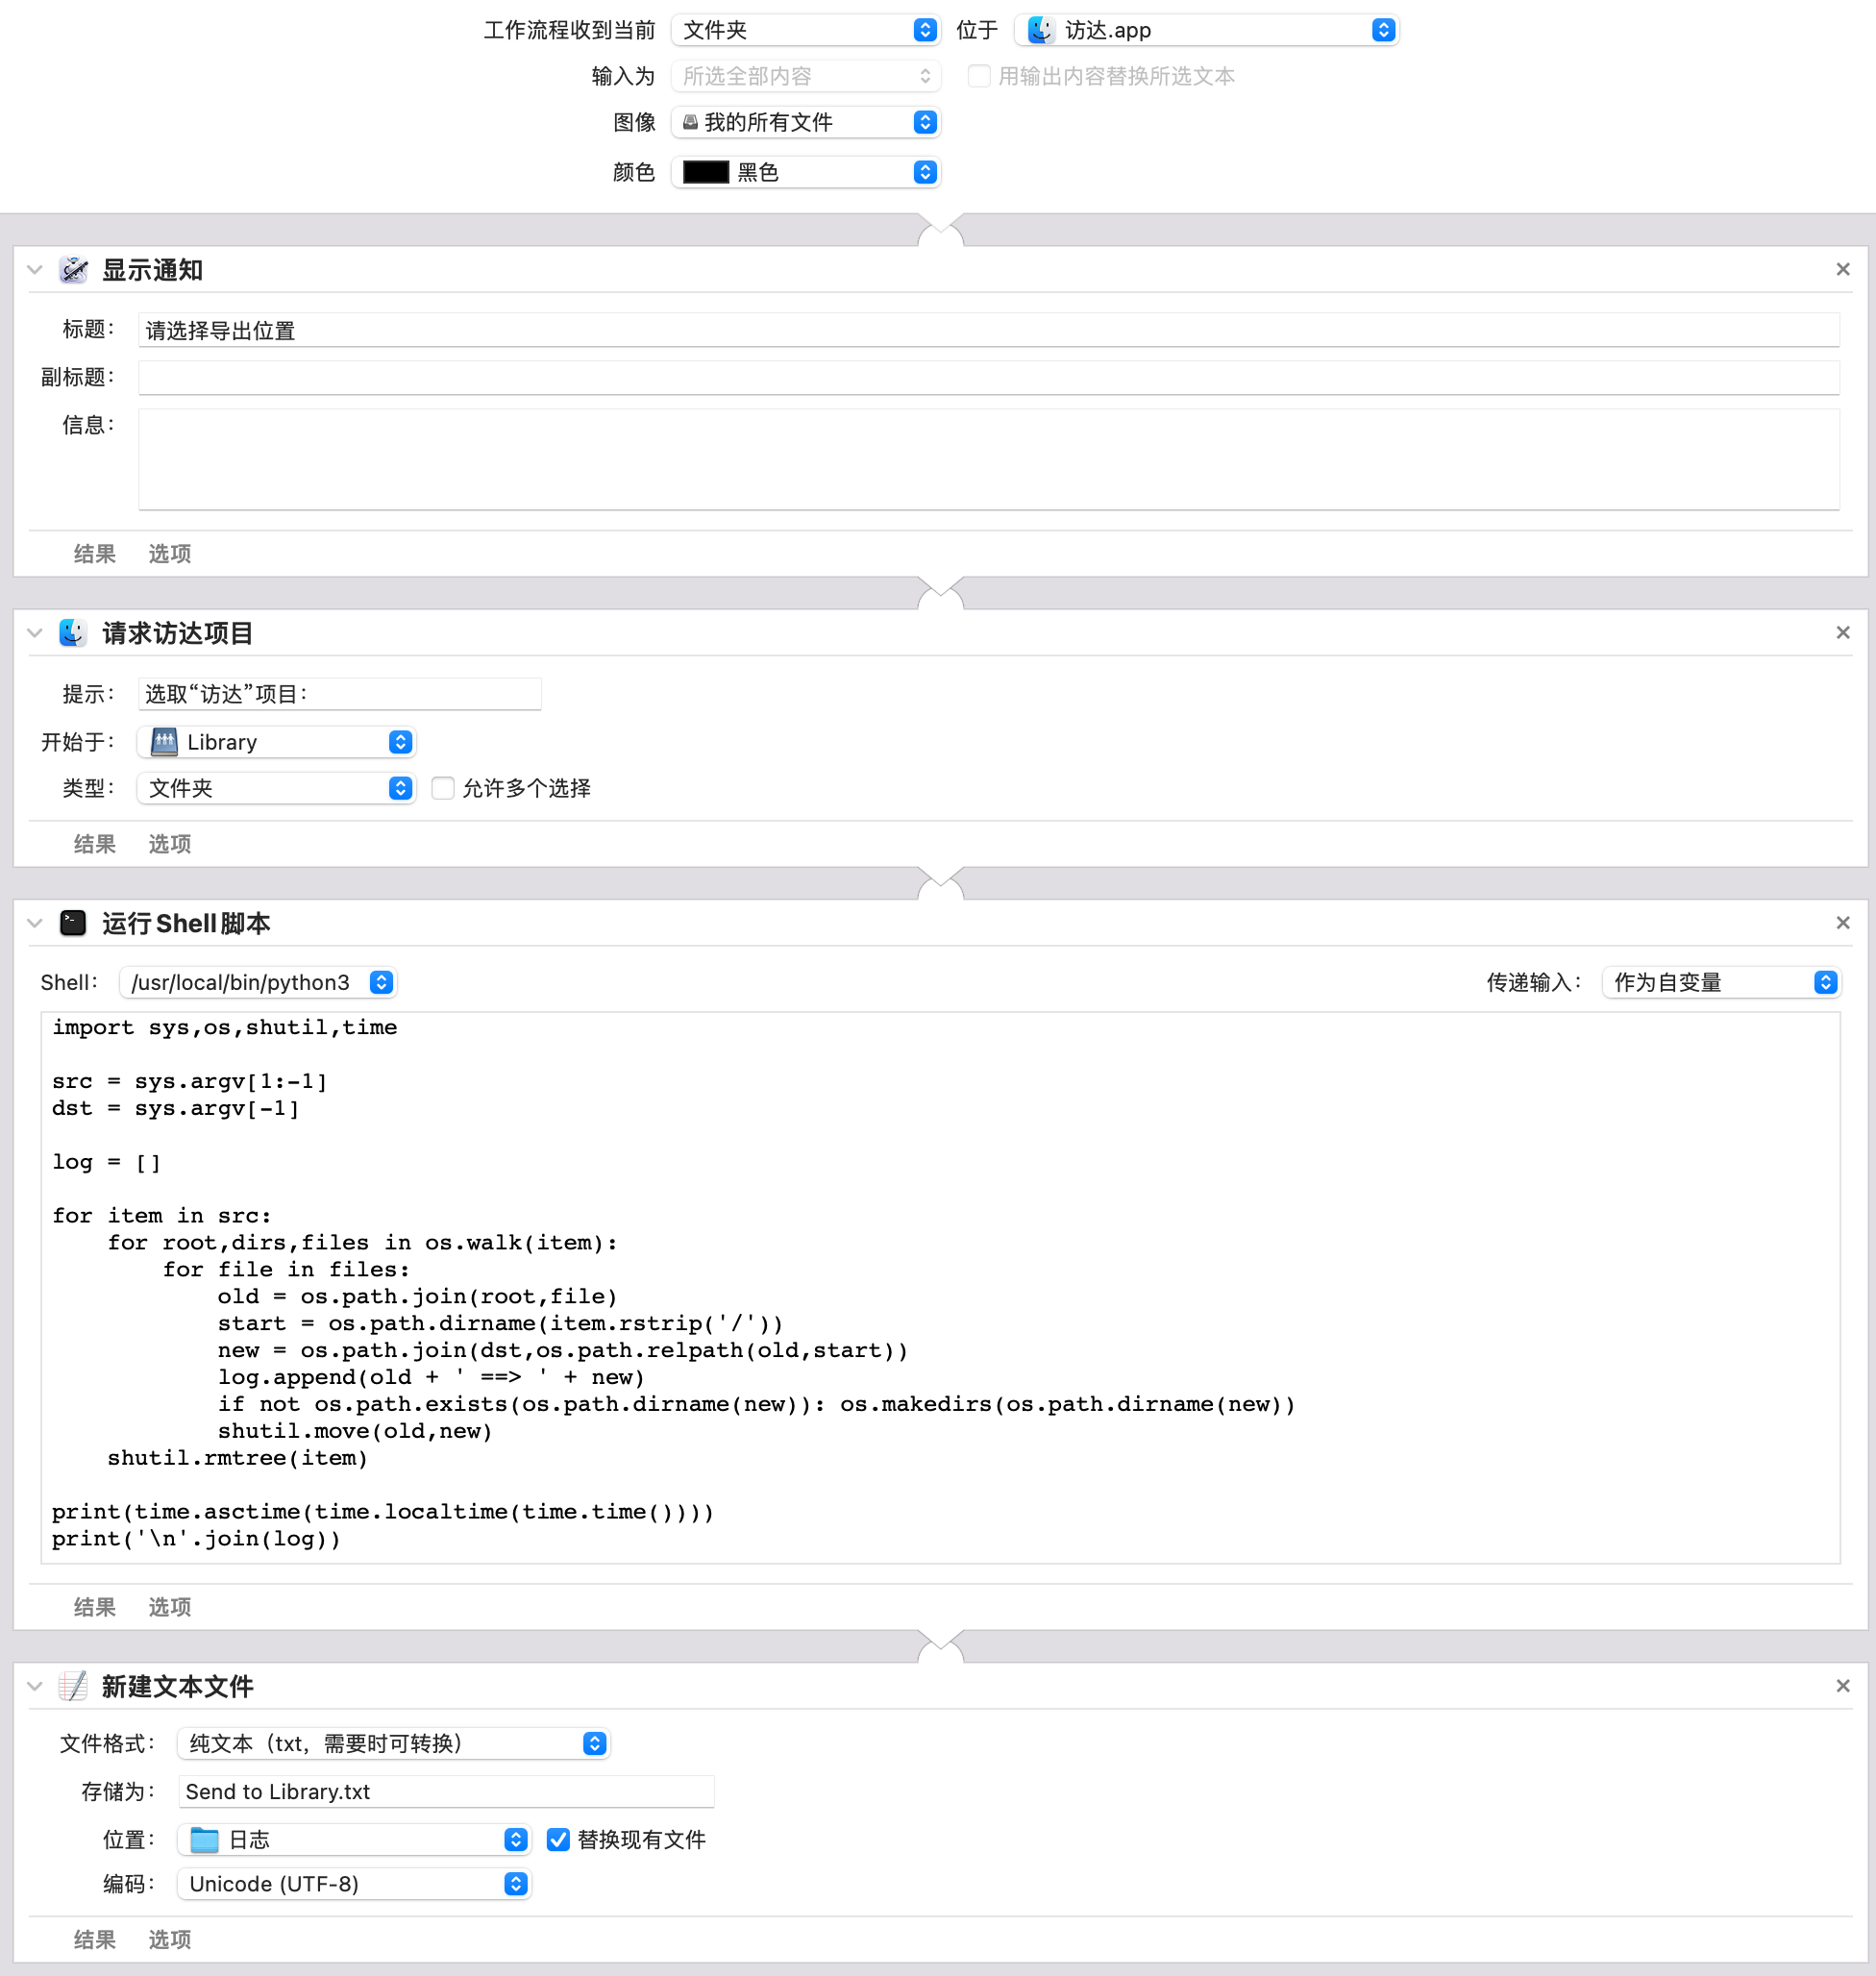 工作流程收到当前 文件夹 位于 访达.app
输入为 所选全部内容 用输出内容替换所选文本
图像 我的所有文件
颜色 黑色
显示通知
标题： 请选择导出位置
副标题：
信息：
结果 选项
请求访达项目
提示： 选取“访达”项目：
开始于： Library
类型： 文件夹 允许多个选择
结果 选项
运行 Shell 脚本
Shell： /usr/local/bin/python3 传递输入： 作为自变量
import sys,os,shutil,time
src = sys.argv[1:-1]
dst = sys.argv[-1]
log = []
for item in src:
    for root,dirs,files in os.walk(item):
        for file in files:
            old = os.path.join(root,file)
            start = os.path.dirname(item.rstrip('/'))
            new = os.path.join(dst,os.path.relpath(old,start))
            log.append(old + ' ==> ' + new)
            if not os.path.exists(os.path.dirname(new)): os.makedirs(os.path.dirname(new))
            shutil.move(old,new)
    shutil.rmtree(item)
print(time.asctime(time.localtime(time.time())))
print('\n'.join(log))
结果 选项
新建文本文件
文件格式： 纯文本（txt，需要时可转换）
存储为： Send to Library.txt
位置： 日志 替换现有文件
编码： Unicode (UTF-8)
结果 选项